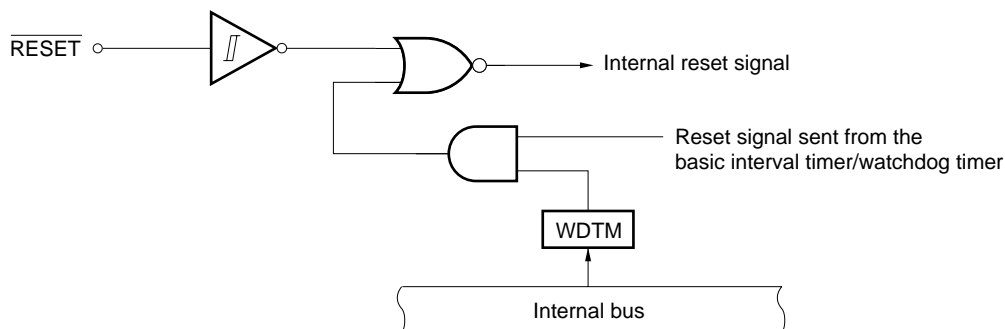 RESET
Internal reset signal
Reset signal sent from the
basic interval timer/watchdog timer
WDTM
Internal bus